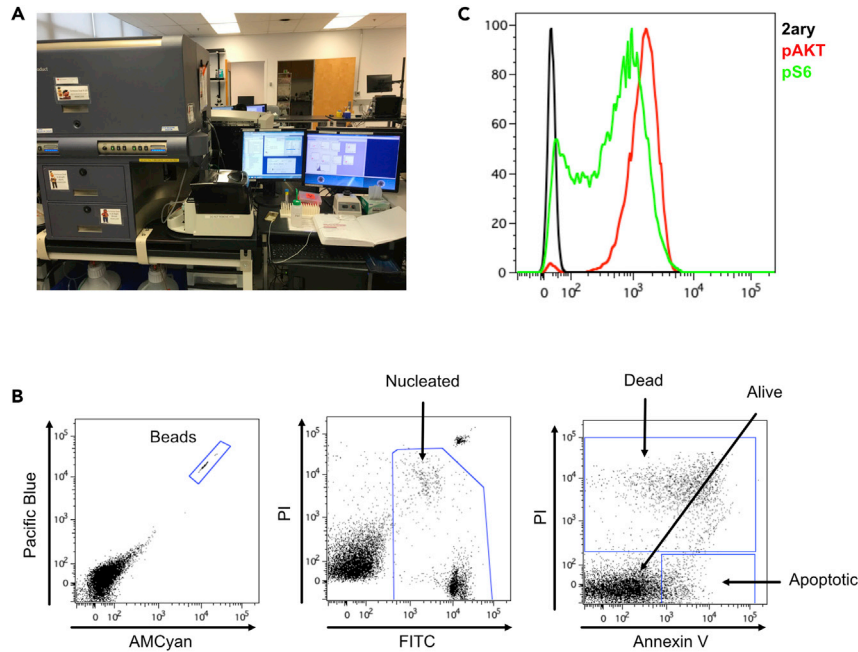 A
C
100
80
60
40
20
0
0 10² 10³ 10⁴ 10⁵
2ary
pAKT
pS6
B
Beads
Pacific Blue
10⁵
10⁴
10³
10²
0
0 10² 10³ 10⁴ 10⁵
AMCyan
Nucleated
PI
10⁵
10⁴
10³
10²
0
0 10² 10³ 10⁴ 10⁵
FITC
Dead
Alive
PI
10⁵
10⁴
10³
10²
0
0 10² 10³ 10⁴ 10⁵
Apoptotic
Annexin V